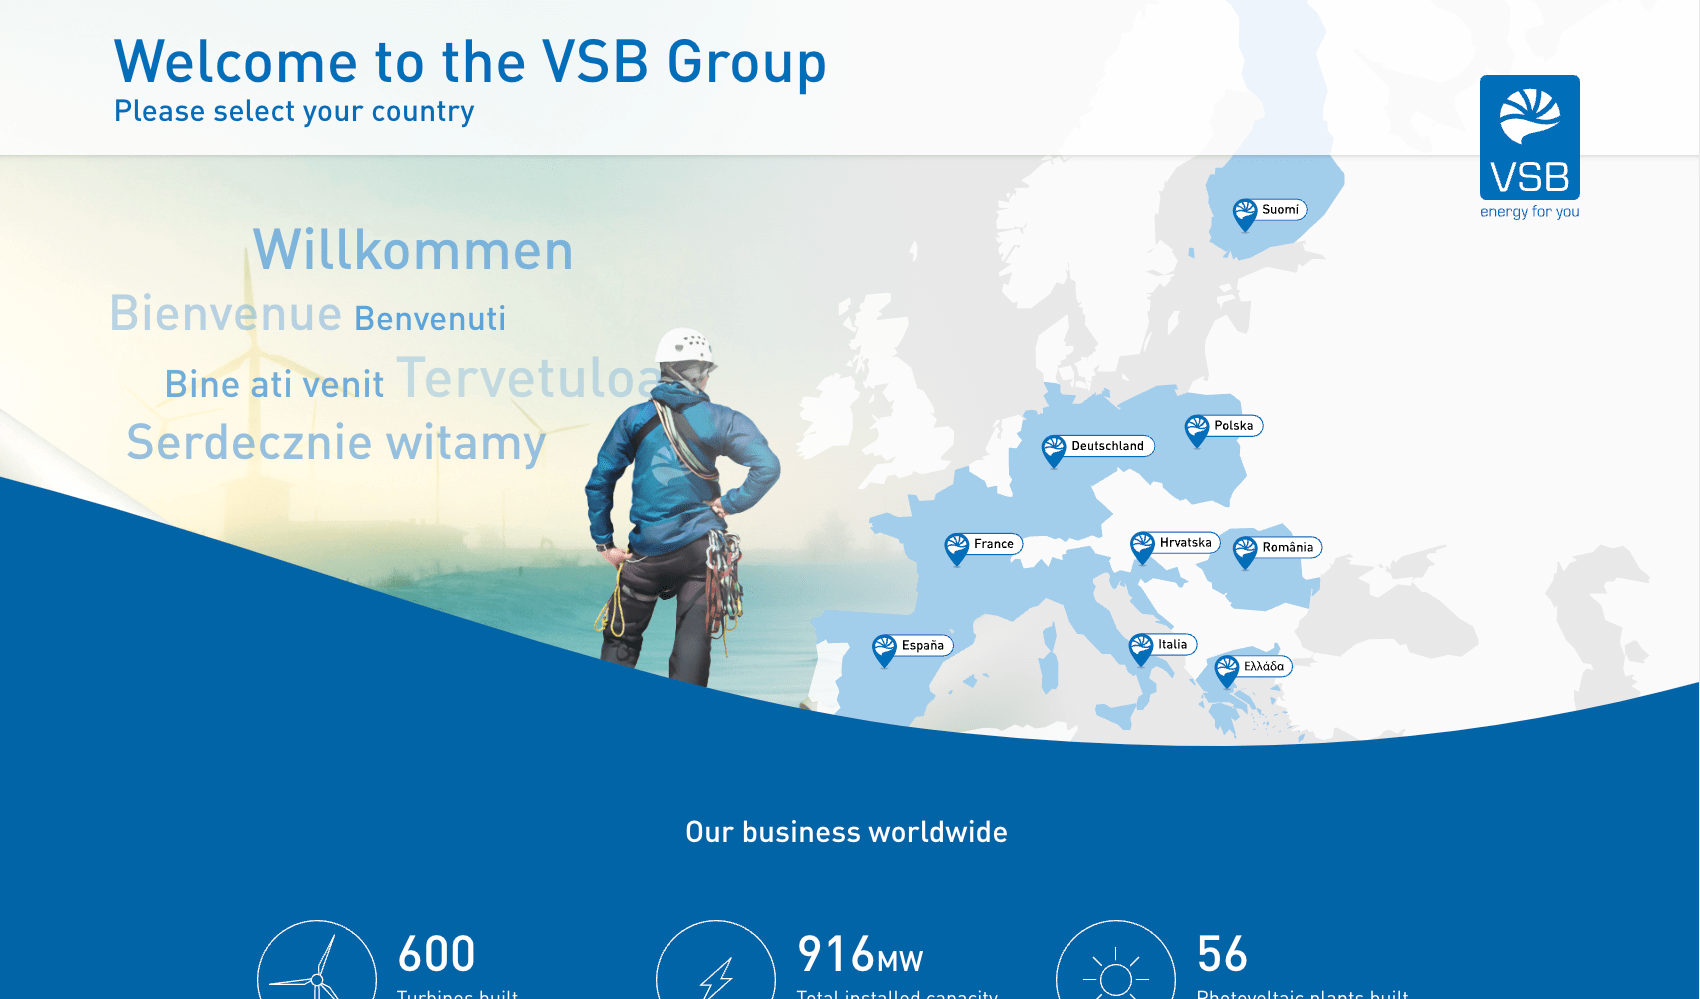 Welcome to the VSB Group
Please select your country
VSB
energy for you
Willkommen
Bienvenue Benvenuti
Bine ati venit Tervetuloa
Serdecznie witamy
Suomi
Polska
Deutschland
France
Hrvatska
România
España
Italia
Ελλάδα
Our business worldwide
600
Turbines built
916MW
Total installed capacity
56
Photovoltaic plants built